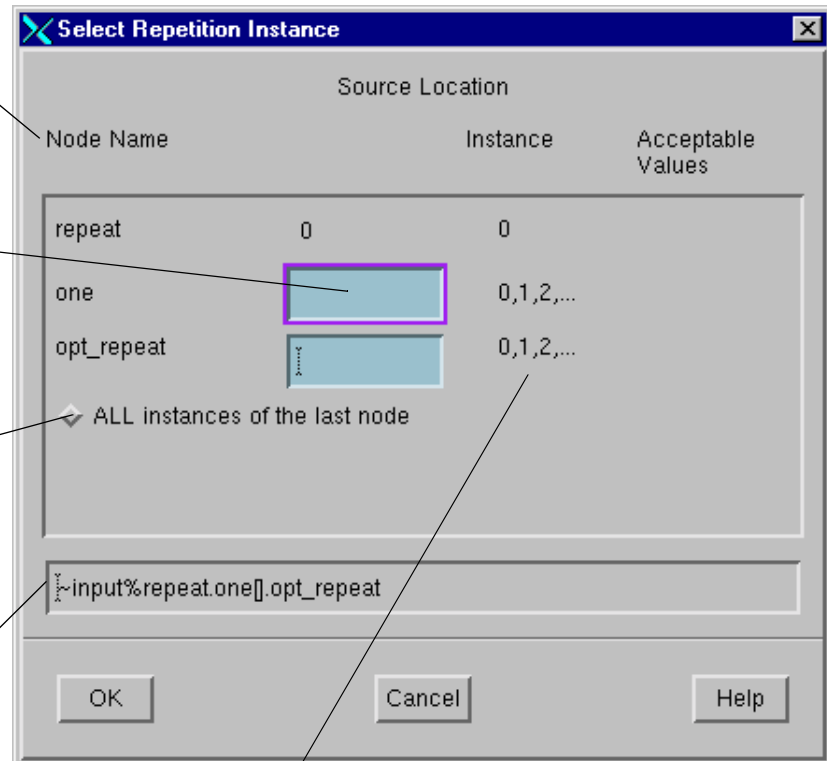 Select Repetition Instance
Source Location
Node Name Instance Acceptable
Values
repeat 0 0
one 0,1,2,...
opt_repeat 0,1,2,...
ALL instances of the last node
~input%repeat.one[].opt_repeat
OK Cancel Help